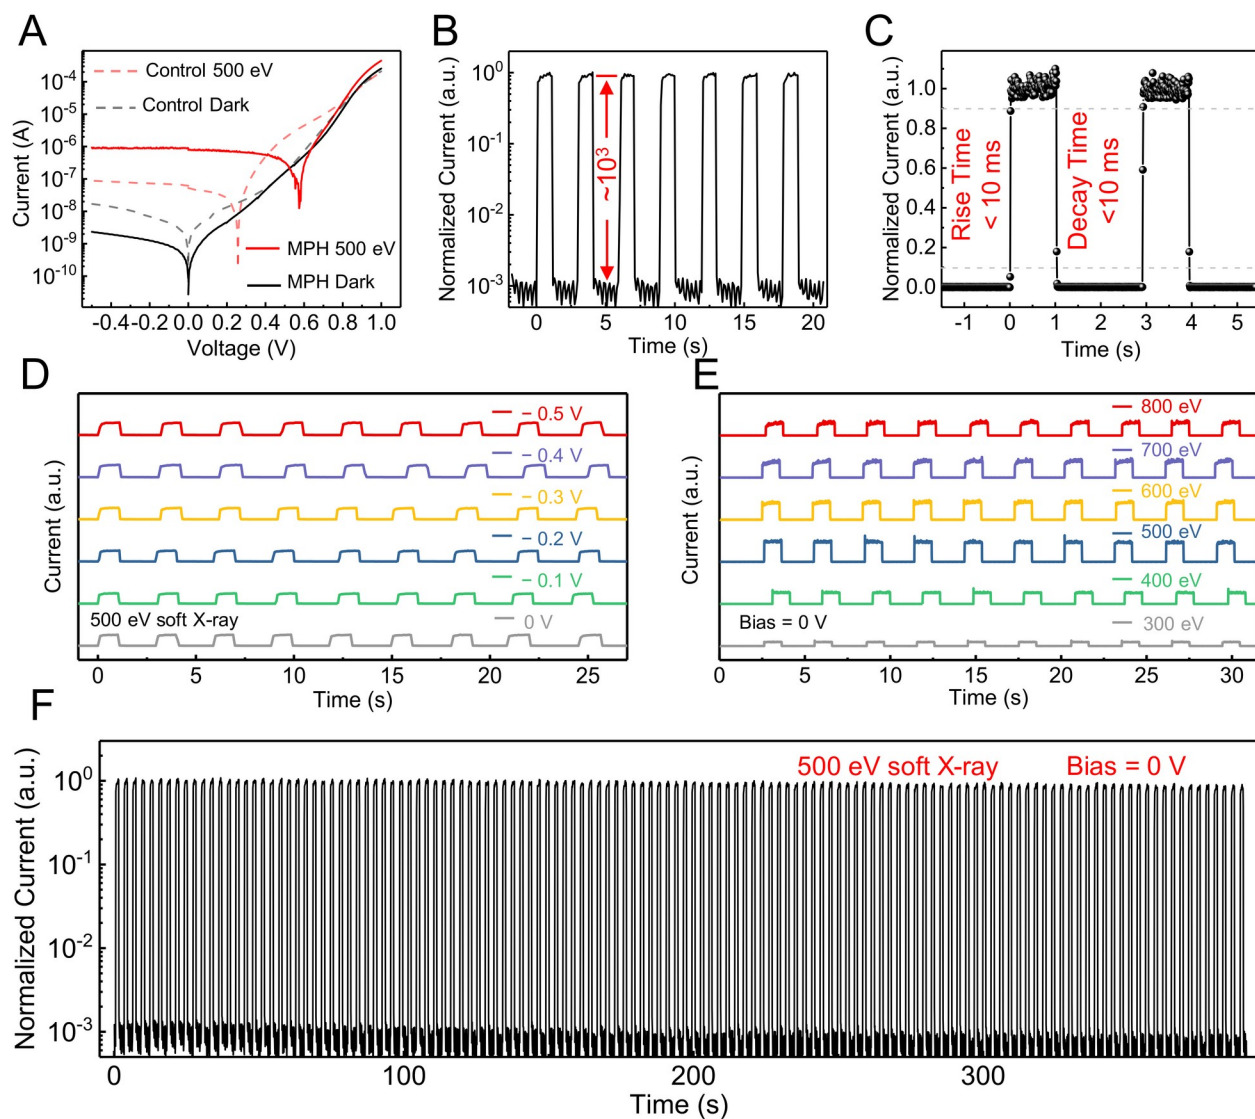 A
Current (A)
10⁻⁴
10⁻⁵
10⁻⁶
10⁻⁷
10⁻⁸
10⁻⁹
10⁻¹⁰
Control 500 eV
Control Dark
MPH 500 eV
MPH Dark
-0.4 -0.2 0.0 0.2 0.4 0.6 0.8 1.0
Voltage (V)
B
Normalized Current (a.u.)
10⁰
10⁻¹
10⁻²
10⁻³
~10³
0 5 10 15 20
Time (s)
C
Normalized Current (a.u.)
1.0
0.8
0.6
0.4
0.2
0.0
Rise Time
< 10 ms
Decay Time
<10 ms
-1 0 1 2 3 4 5
Time (s)
D
Current (a.u.)
– 0.5 V
– 0.4 V
– 0.3 V
– 0.2 V
– 0.1 V
500 eV soft X-ray
0 V
0 5 10 15 20 25
Time (s)
E
Current (a.u.)
800 eV
700 eV
600 eV
500 eV
400 eV
Bias = 0 V
300 eV
0 5 10 15 20 25 30
Time (s)
F
Normalized Current (a.u.)
10⁰
10⁻¹
10⁻²
10⁻³
500 eV soft X-ray Bias = 0 V
0 100 200 300
Time (s)